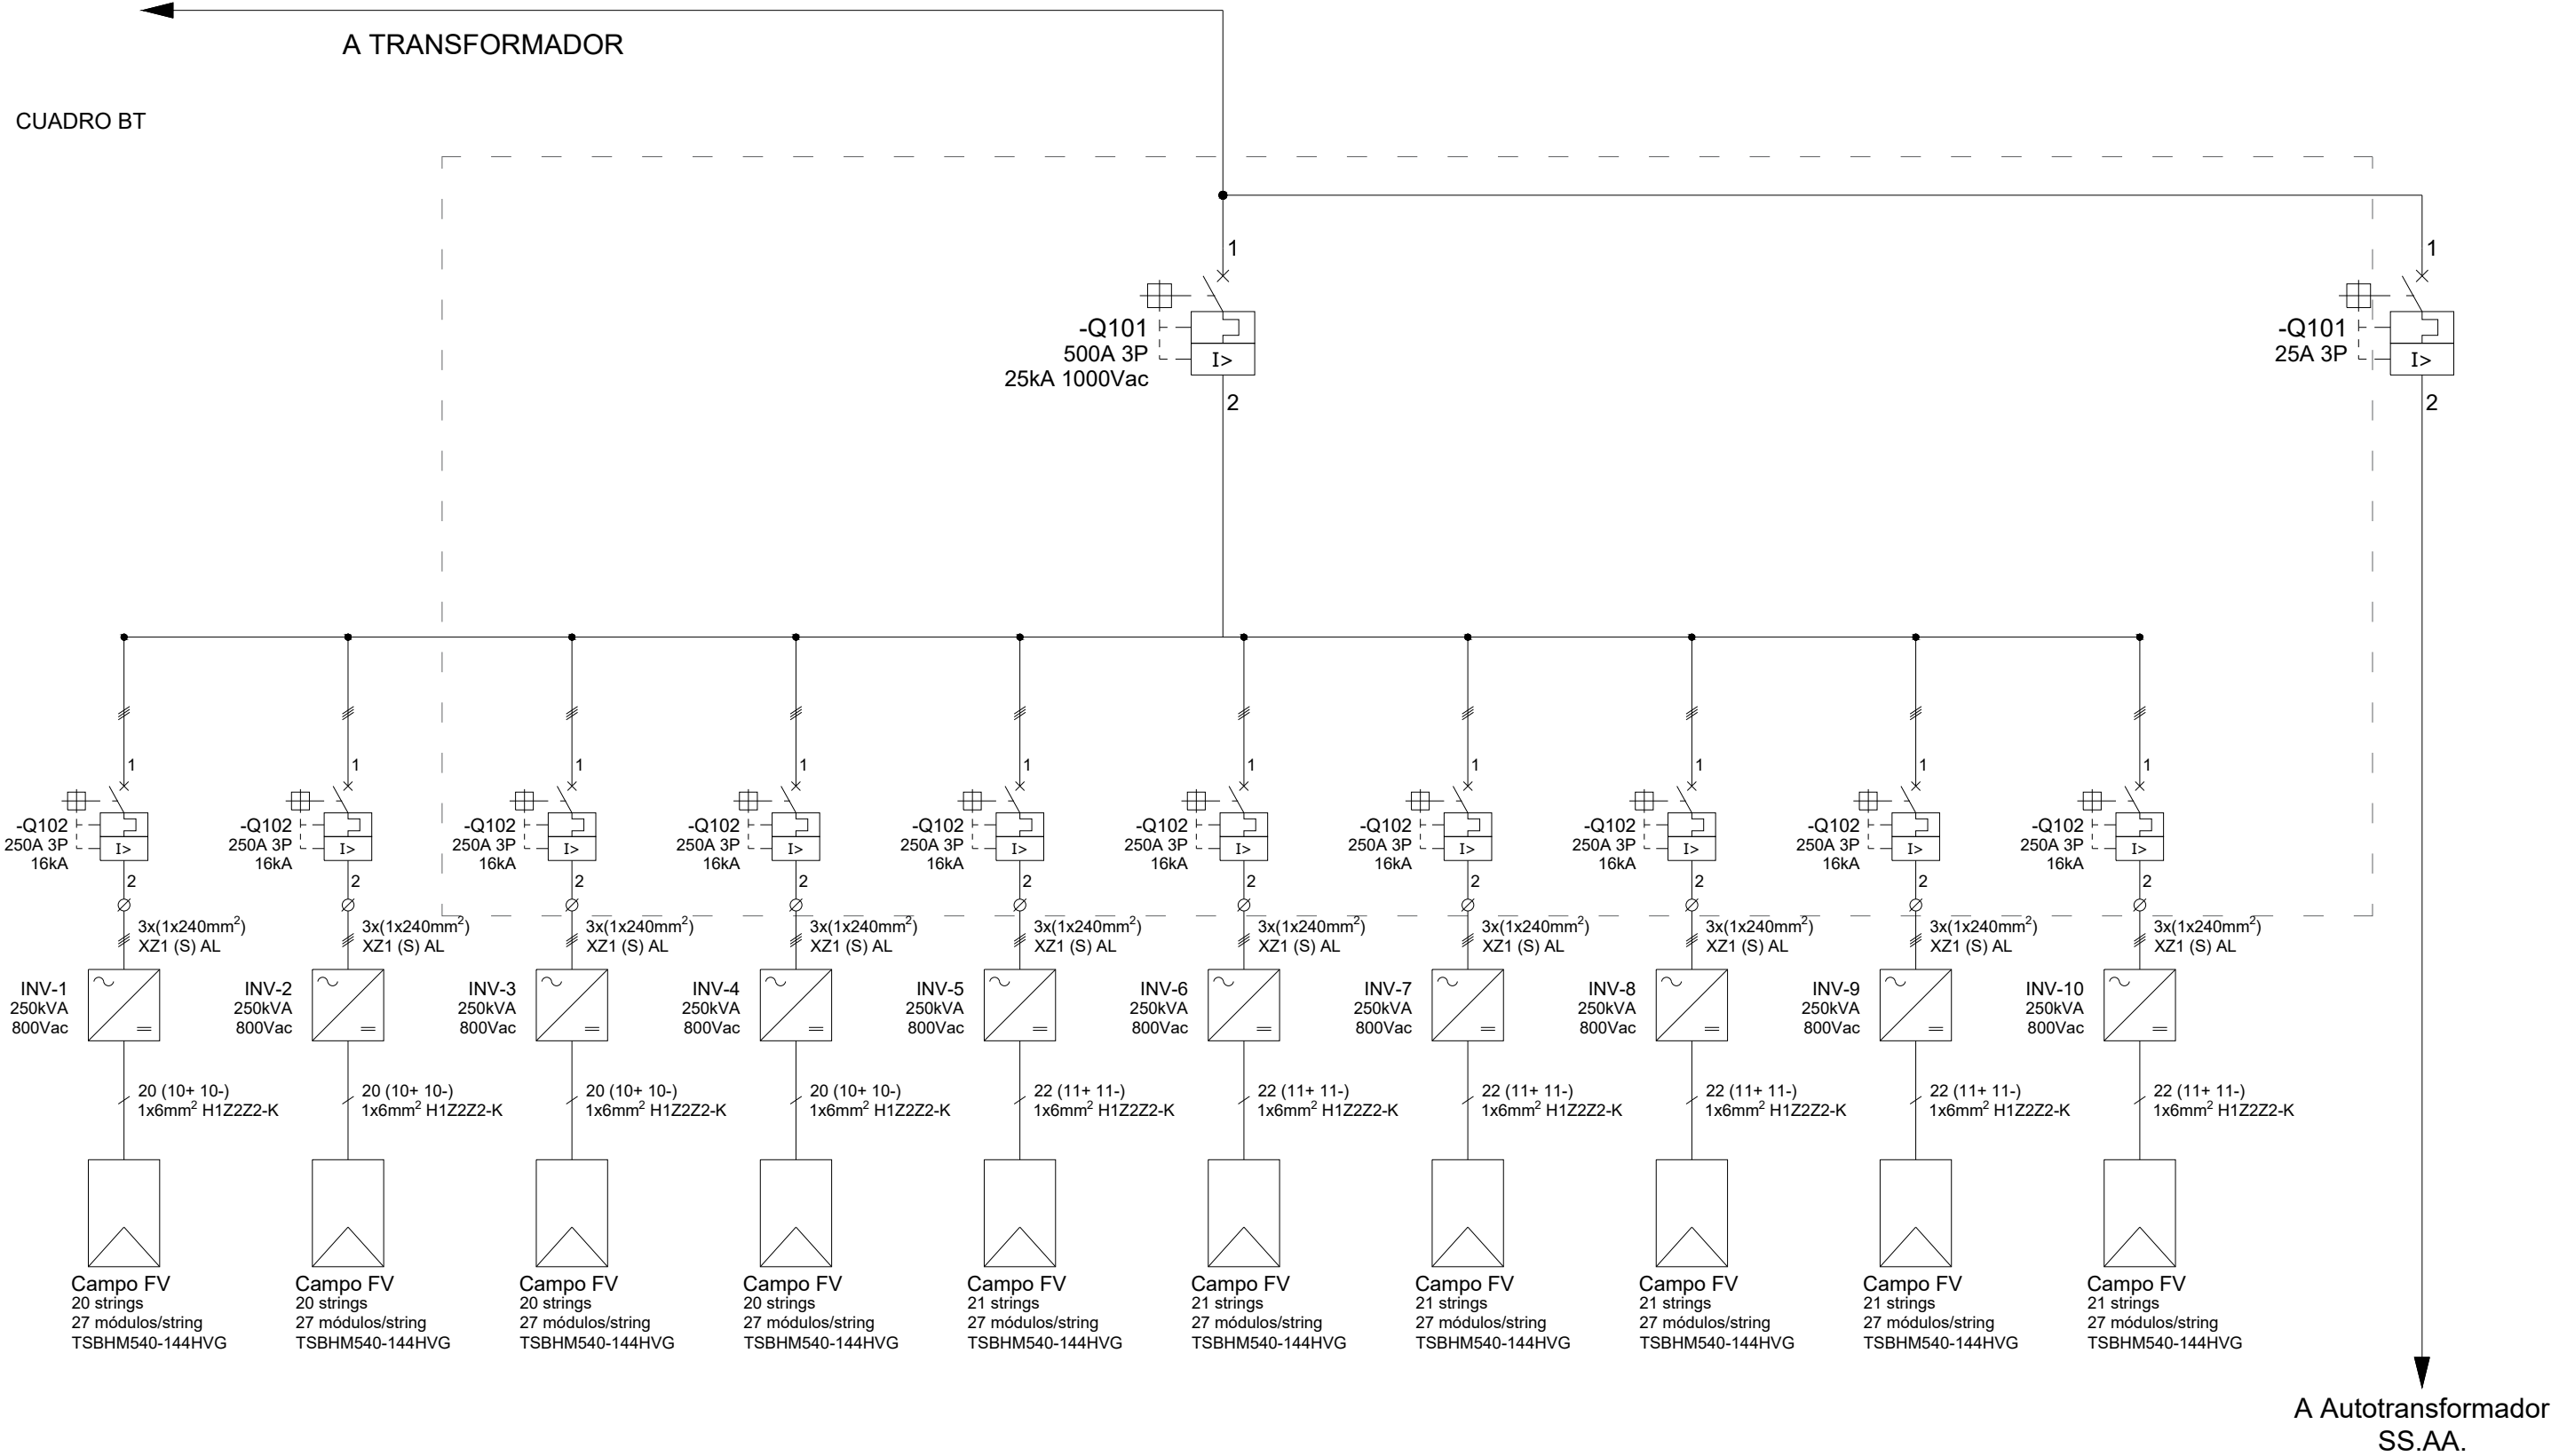 A TRANSFORMADOR
CUADRO BT
1
-Q101
500A 3P
25kA 1000Vac
I>
2
1
-Q101
25A 3P
I>
2
1
-Q102
250A 3P
16kA
I>
2
3x(1x240mm²)
XZ1 (S) AL
INV-1
250kVA
800Vac
20 (10+ 10-)
1x6mm² H1Z2Z2-K
Campo FV
20 strings
27 módulos/string
TSBHM540-144HVG
1
-Q102
250A 3P
16kA
I>
2
3x(1x240mm²)
XZ1 (S) AL
INV-2
250kVA
800Vac
20 (10+ 10-)
1x6mm² H1Z2Z2-K
Campo FV
20 strings
27 módulos/string
TSBHM540-144HVG
1
-Q102
250A 3P
16kA
I>
2
3x(1x240mm²)
XZ1 (S) AL
INV-3
250kVA
800Vac
20 (10+ 10-)
1x6mm² H1Z2Z2-K
Campo FV
20 strings
27 módulos/string
TSBHM540-144HVG
1
-Q102
250A 3P
16kA
I>
2
3x(1x240mm²)
XZ1 (S) AL
INV-4
250kVA
800Vac
20 (10+ 10-)
1x6mm² H1Z2Z2-K
Campo FV
20 strings
27 módulos/string
TSBHM540-144HVG
1
-Q102
250A 3P
16kA
I>
2
3x(1x240mm²)
XZ1 (S) AL
INV-5
250kVA
800Vac
22 (11+ 11-)
1x6mm² H1Z2Z2-K
Campo FV
21 strings
27 módulos/string
TSBHM540-144HVG
1
-Q102
250A 3P
16kA
I>
2
3x(1x240mm²)
XZ1 (S) AL
INV-6
250kVA
800Vac
22 (11+ 11-)
1x6mm² H1Z2Z2-K
Campo FV
21 strings
27 módulos/string
TSBHM540-144HVG
1
-Q102
250A 3P
16kA
I>
2
3x(1x240mm²)
XZ1 (S) AL
INV-7
250kVA
800Vac
22 (11+ 11-)
1x6mm² H1Z2Z2-K
Campo FV
21 strings
27 módulos/string
TSBHM540-144HVG
1
-Q102
250A 3P
16kA
I>
2
3x(1x240mm²)
XZ1 (S) AL
INV-8
250kVA
800Vac
22 (11+ 11-)
1x6mm² H1Z2Z2-K
Campo FV
21 strings
27 módulos/string
TSBHM540-144HVG
1
-Q102
250A 3P
16kA
I>
2
3x(1x240mm²)
XZ1 (S) AL
INV-9
250kVA
800Vac
22 (11+ 11-)
1x6mm² H1Z2Z2-K
Campo FV
21 strings
27 módulos/string
TSBHM540-144HVG
1
-Q102
250A 3P
16kA
I>
2
3x(1x240mm²)
XZ1 (S) AL
INV-10
250kVA
800Vac
22 (11+ 11-)
1x6mm² H1Z2Z2-K
Campo FV
21 strings
27 módulos/string
TSBHM540-144HVG
A Autotransformador
SS.AA.